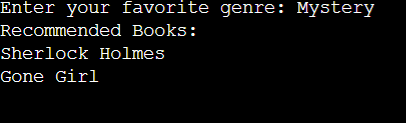 Enter your favorite genre: Mystery
Recommended Books:
Sherlock Holmes
Gone Girl